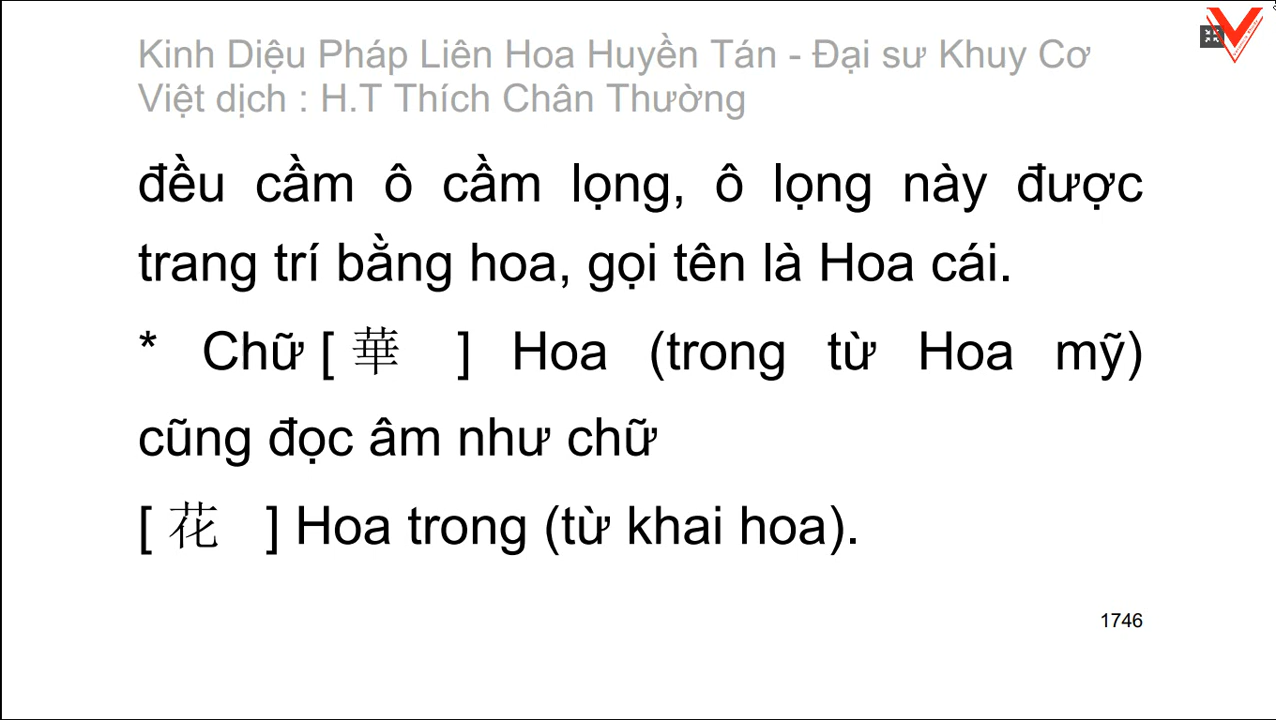 Kinh Diệu Pháp Liên Hoa Huyền Tán - Đại sư Khuy Cơ
Việt dịch : H.T Thích Chân Thường
đều cầm ô cầm lọng, ô lọng này được
trang trí bằng hoa, gọi tên là Hoa cái.
* Chữ [ 華 ] Hoa (trong từ Hoa mỹ)
cũng đọc âm như chữ
[ 花 ] Hoa trong (từ khai hoa).
1746